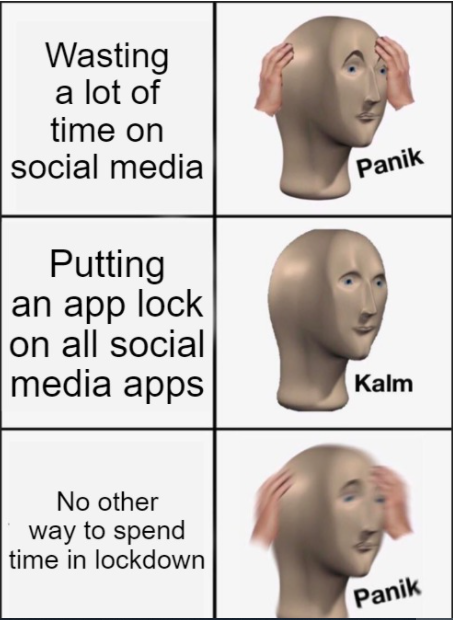 Wasting
a lot of
time on
social media
Panik
Putting
an app lock
on all social
media apps
Kalm
No other
way to spend
time in lockdown
Panik